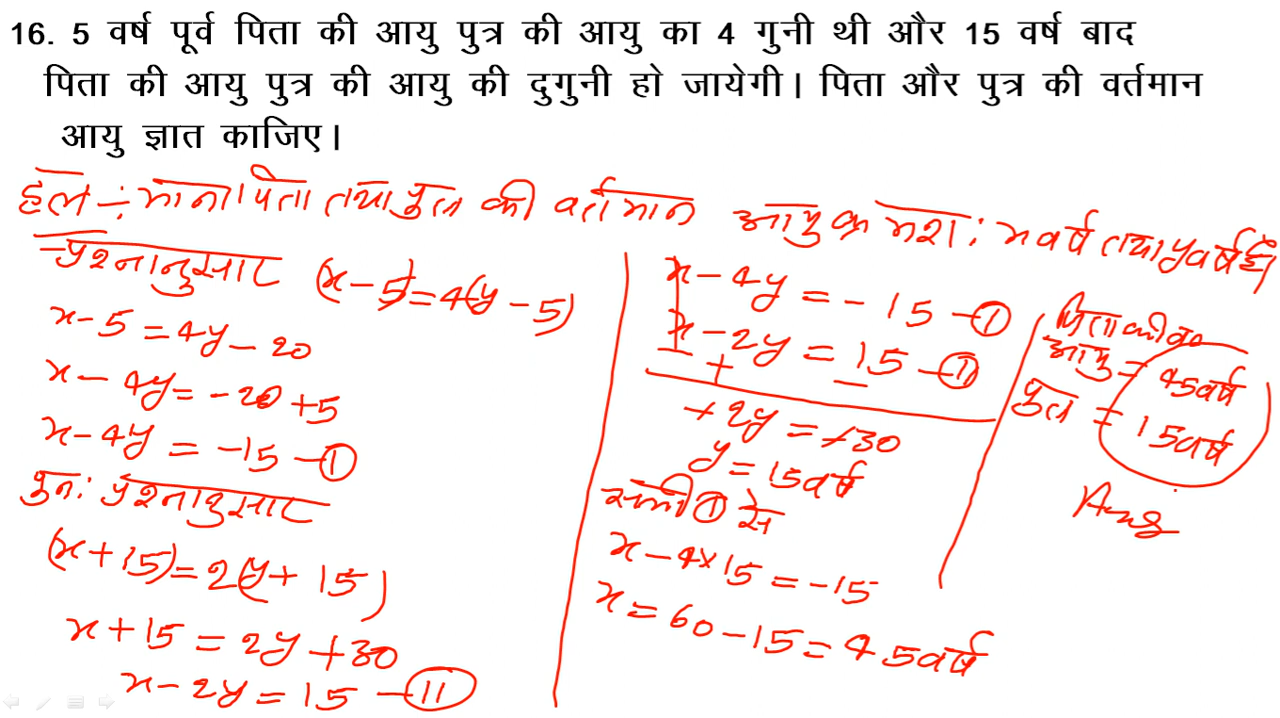 16. 5 वर्ष पूर्व पिता की आयु पुत्र की आयु का 4 गुनी थी और 15 वर्ष बाद
पिता की आयु पुत्र की आयु की दुगुनी हो जायेगी। पिता और पुत्र की वर्तमान
आयु ज्ञात काजिए।
हल ÷ माना पिता तथा पुत्र की वर्तमान आयु क्रमश: x वर्ष तथा y वर्ष है।
प्रश्नानुसार (x - 5) = 4(y - 5)
x - 5 = 4y - 20
x - 4y = -20 + 5
x - 4y = -15 - ①
पुन: प्रश्नानुसार
(x + 15) = 2(y + 15)
x + 15 = 2y + 30
x - 2y = 15 - ⑪
x - 4y = -15 - ①
x - 2y = 15 - ⑪
- + -
+ 2y = +30
y = 15 वर्ष
समी ① से
x - 4 × 15 = -15
x = 60 - 15 = 45 वर्ष
पिता की व०
आयु = 45 वर्ष
पुत्र = 15 वर्ष
Ans